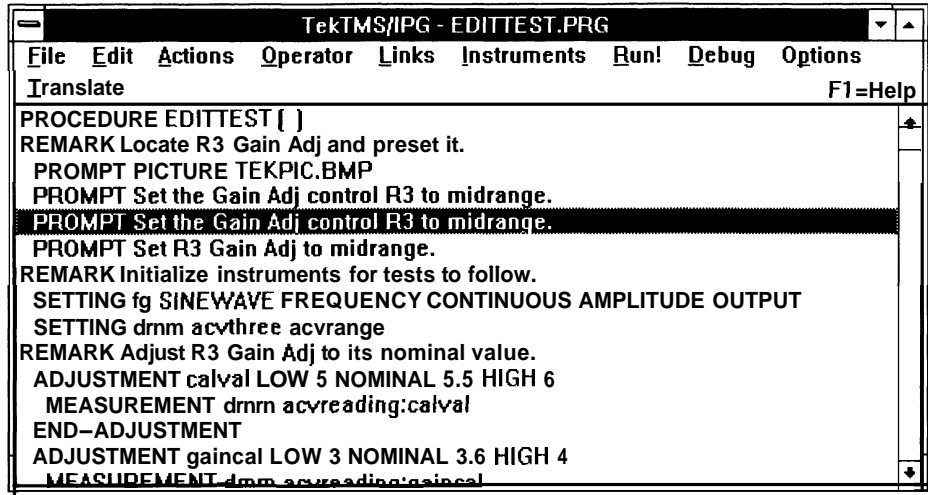 TekTMS/IPG - EDITTEST.PRG
File Edit Actions Operator Links Instruments Run! Debug Options
Translate F1=Help
PROCEDURE EDITTEST [ ]
REMARK Locate R3 Gain Adj and preset it.
PROMPT PICTURE TEKPIC.BMP
PROMPT Set the Gain Adj control R3 to midrange.
PROMPT Set the Gain Adj control R3 to midrange.
PROMPT Set R3 Gain Adj to midrange.
REMARK Initialize instruments for tests to follow.
SETTING fg SINEWAVE FREQUENCY CONTINUOUS AMPLITUDE OUTPUT
SETTING drnm acvthree acvrange
REMARK Adjust R3 Gain Adj to its nominal value.
ADJUSTMENT calval LOW 5 NOMINAL 5.5 HIGH 6
MEASUREMENT drnrn acvreading:calval
END–ADJUSTMENT
ADJUSTMENT gaincal LOW 3 NOMINAL 3.6 HIGH 4
MEASUREMENT dmm acvreading:gaincal